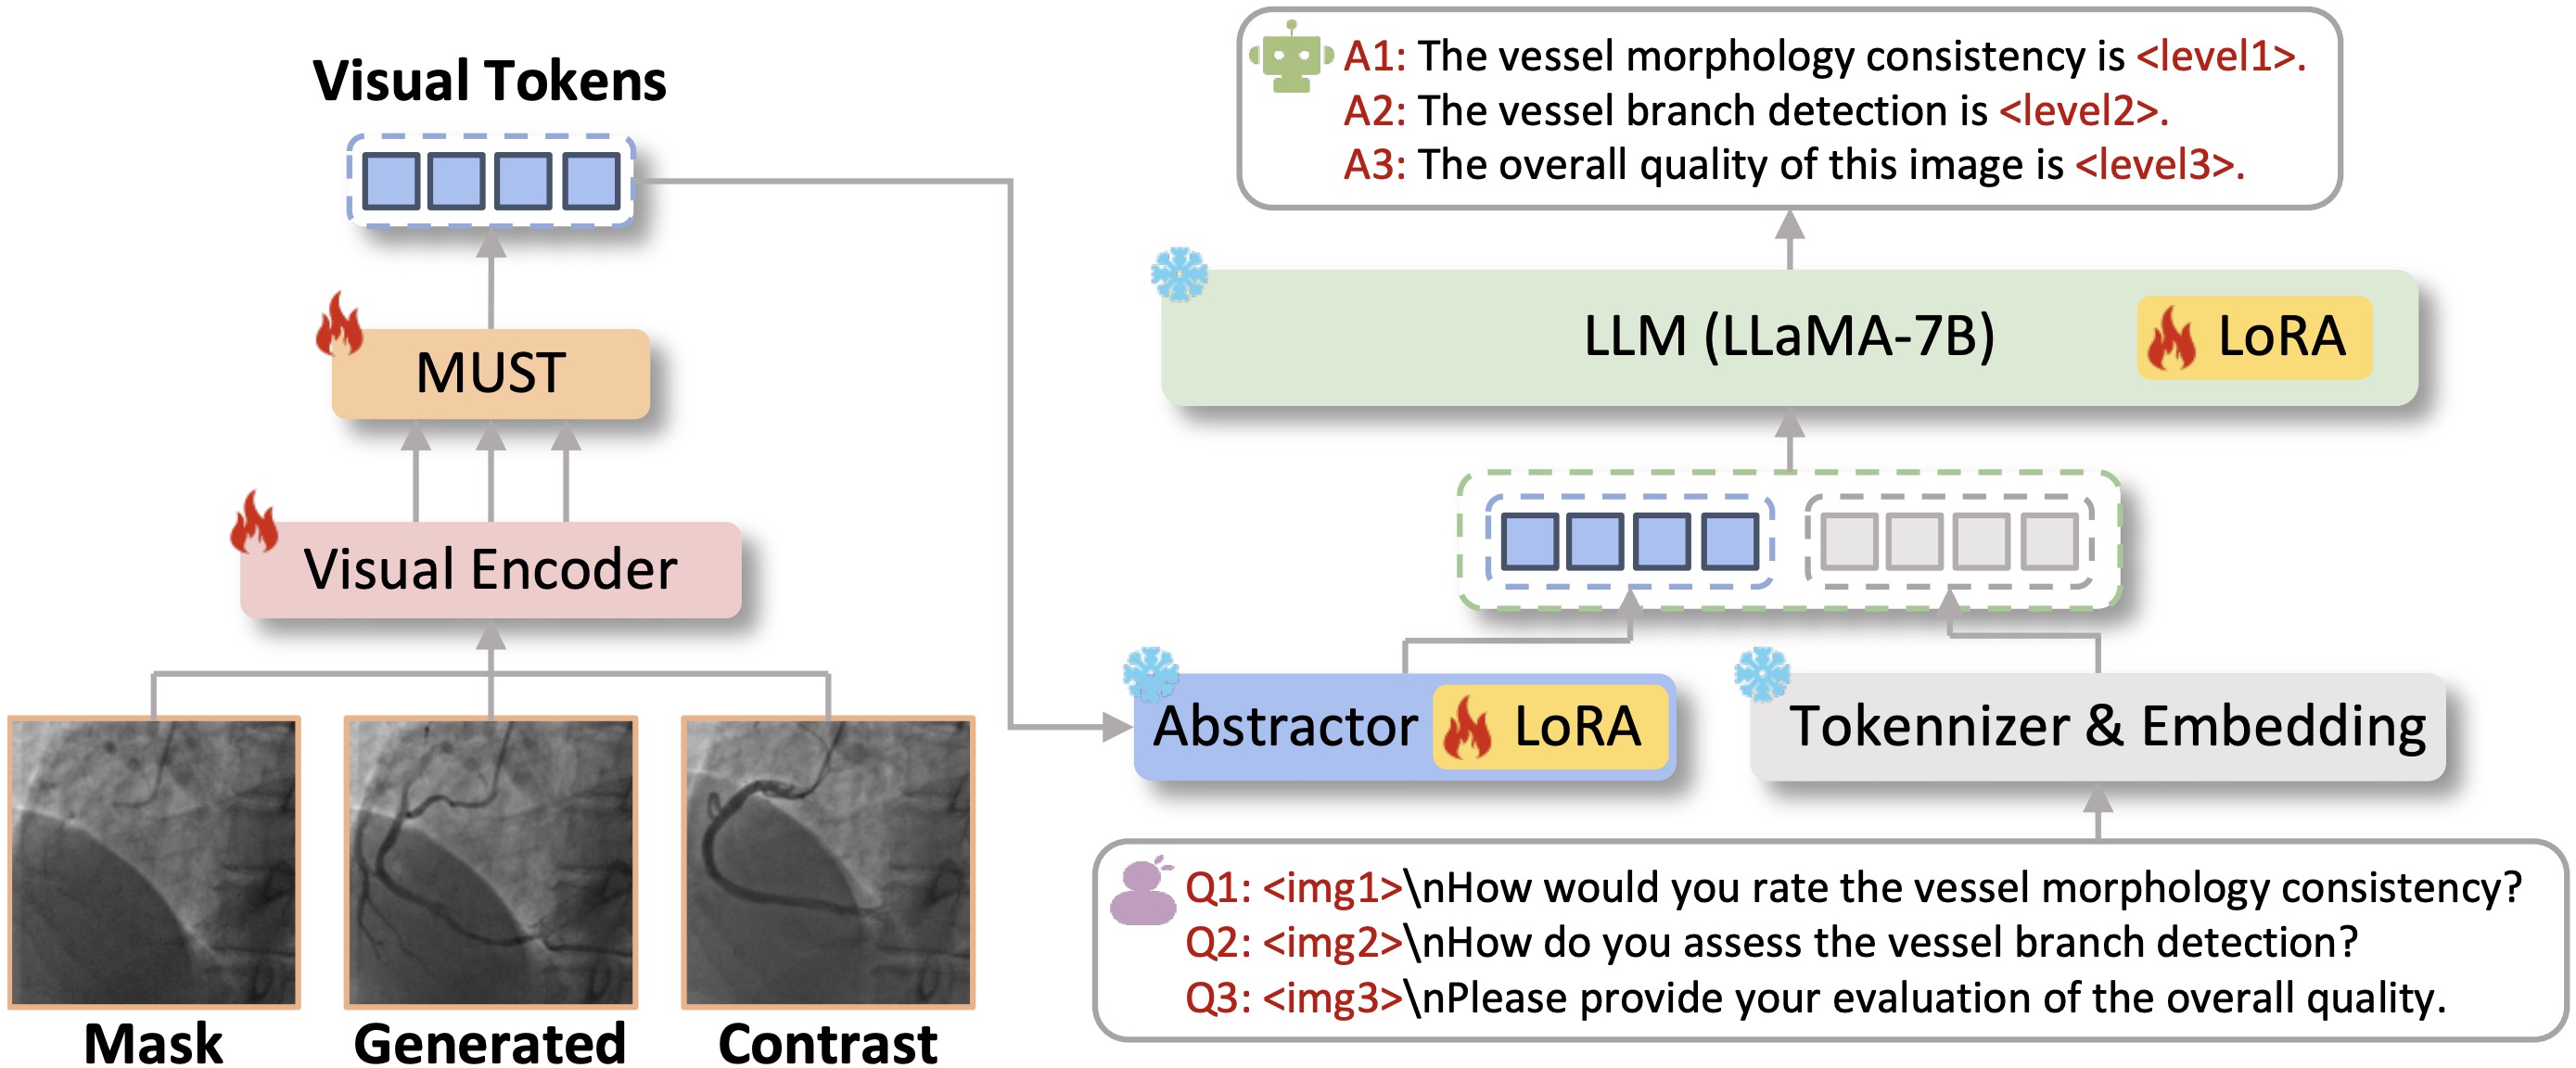 Visual Tokens
MUST
Visual Encoder
Mask
Generated
Contrast
A1: The vessel morphology consistency is <level1>.
A2: The vessel branch detection is <level2>.
A3: The overall quality of this image is <level3>.
LLM (LLaMA-7B)
LoRA
Abstractor
LoRA
Tokennizer & Embedding
Q1: <img1>\nHow would you rate the vessel morphology consistency?
Q2: <img2>\nHow do you assess the vessel branch detection?
Q3: <img3>\nPlease provide your evaluation of the overall quality.